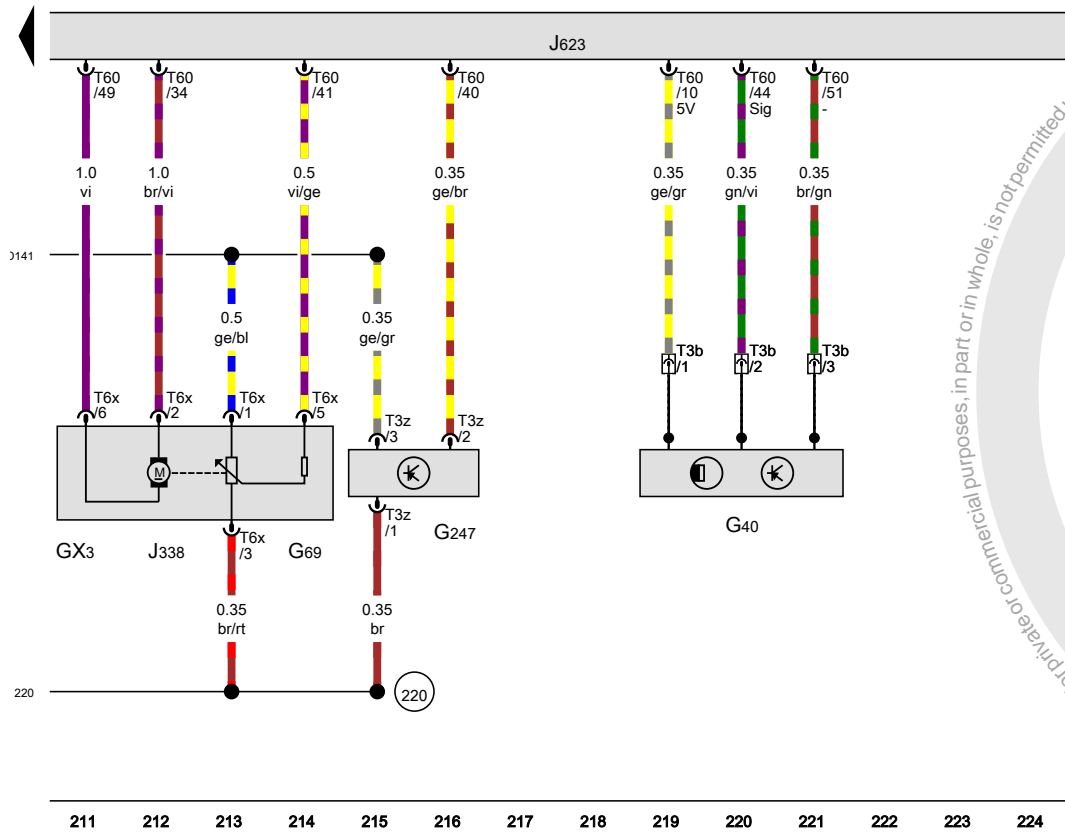 J623
T60
/49
T60
/34
T60
/41
T60
/40
T60
/10
5V
T60
/44
Sig
T60
/51
-
1.0
vi
1.0
br/vi
0.5
vi/ge
0.35
ge/br
0.35
ge/gr
0.35
gn/vi
0.35
br/gn
0.5
ge/bl
0.35
ge/gr
T3b
/1
T3b
/2
T3b
/3
T6x
/6
T6x
/2
T6x
/1
T6x
/5
T3z
/3
T3z
/2
M
T6x
/3
T3z
/1
GX3
J338
G69
G247
G40
0.35
br/rt
0.35
br
220
220
211 212 213 214 215 216 217 218 219 220 221 222 223 224
commercial purposes, in part or in whole, is not permitted
or private or